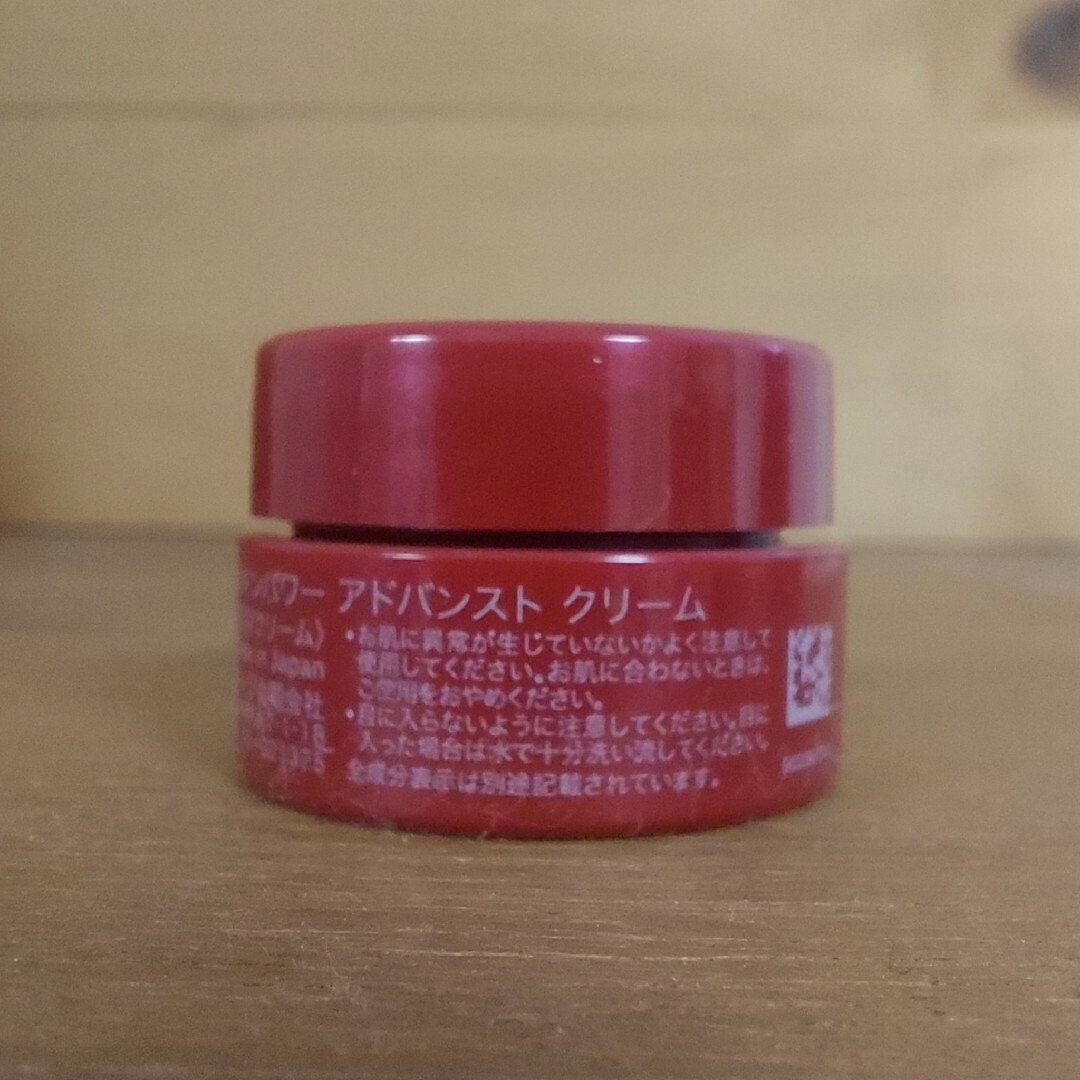 ンパワー アドバンスト クリーム
クリーム)
Japan
・お肌に異常が生じていないかよく注意して
使用してください。お肌に合わないときは、
ご使用をおやめください。
・目に入らないように注意してください。目に
入った場合は水で十分洗い流してください。
全成分表示は別途記載されています。